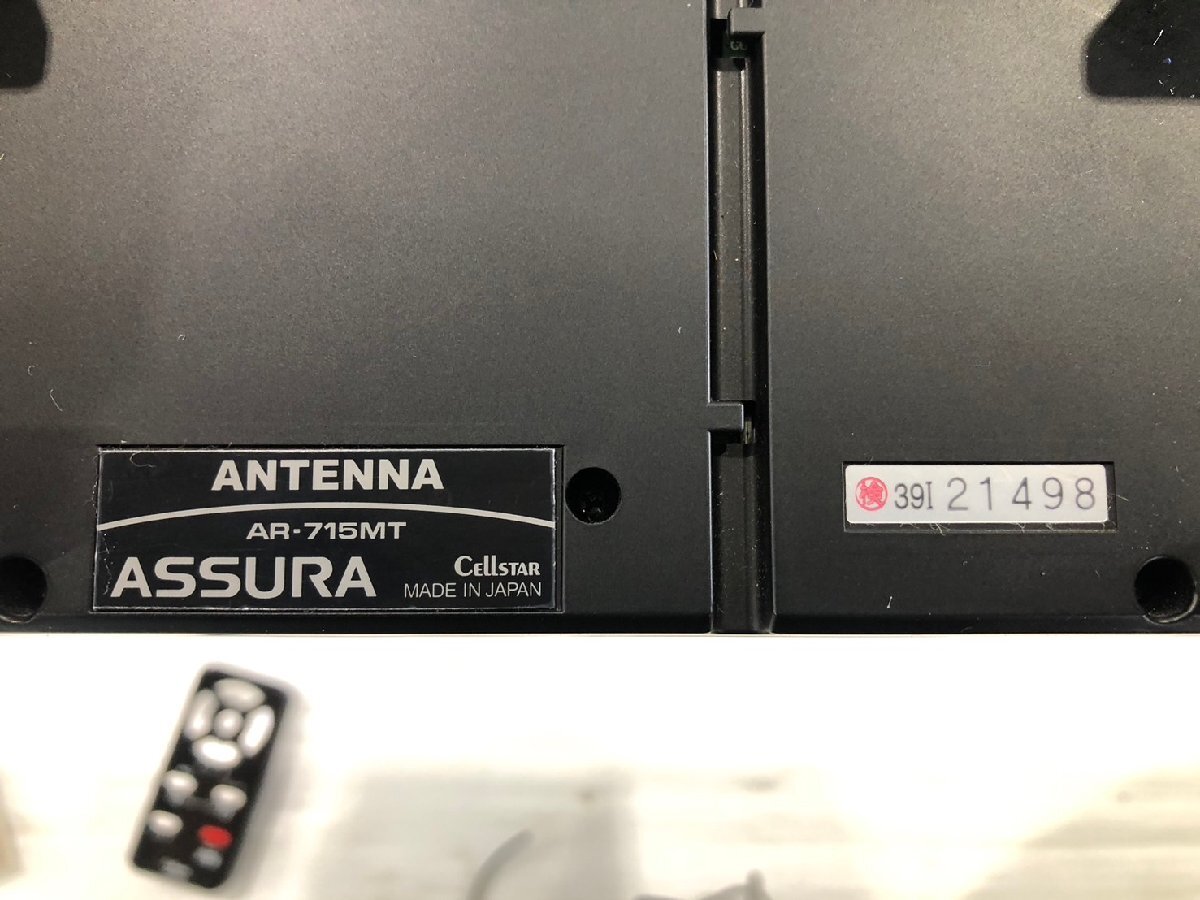 ANTENNA
AR-715MT
ASSURA
CELLSTAR
MADE IN JAPAN
検 39I 21498